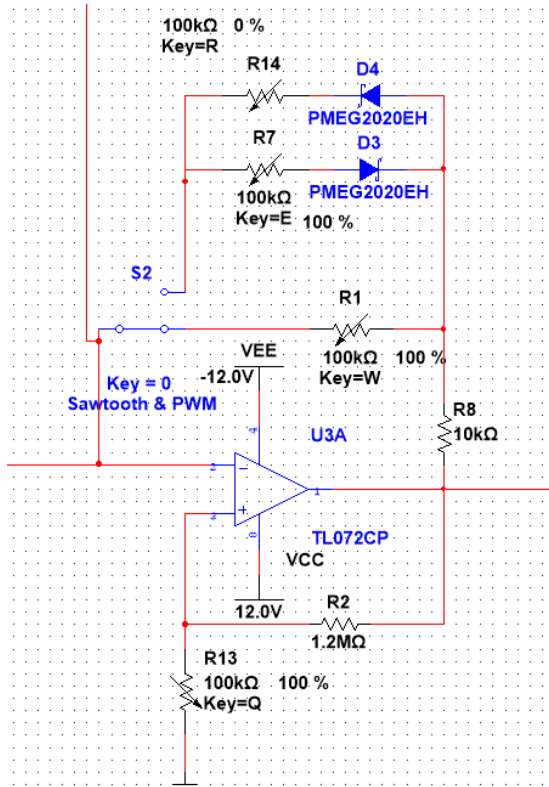 100kΩ 0 %
Key=R
R14
D4
PMEG2020EH
R7
D3
PMEG2020EH
100kΩ
Key=E 100 %
S2
R1
100kΩ 100 %
Key=W
VEE
-12.0V
Key = 0
Sawtooth & PWM
R8
10kΩ
U3A
4
2
1
3
8
TL072CP
VCC
12.0V
R2
1.2MΩ
R13
100kΩ 100 %
Key=Q